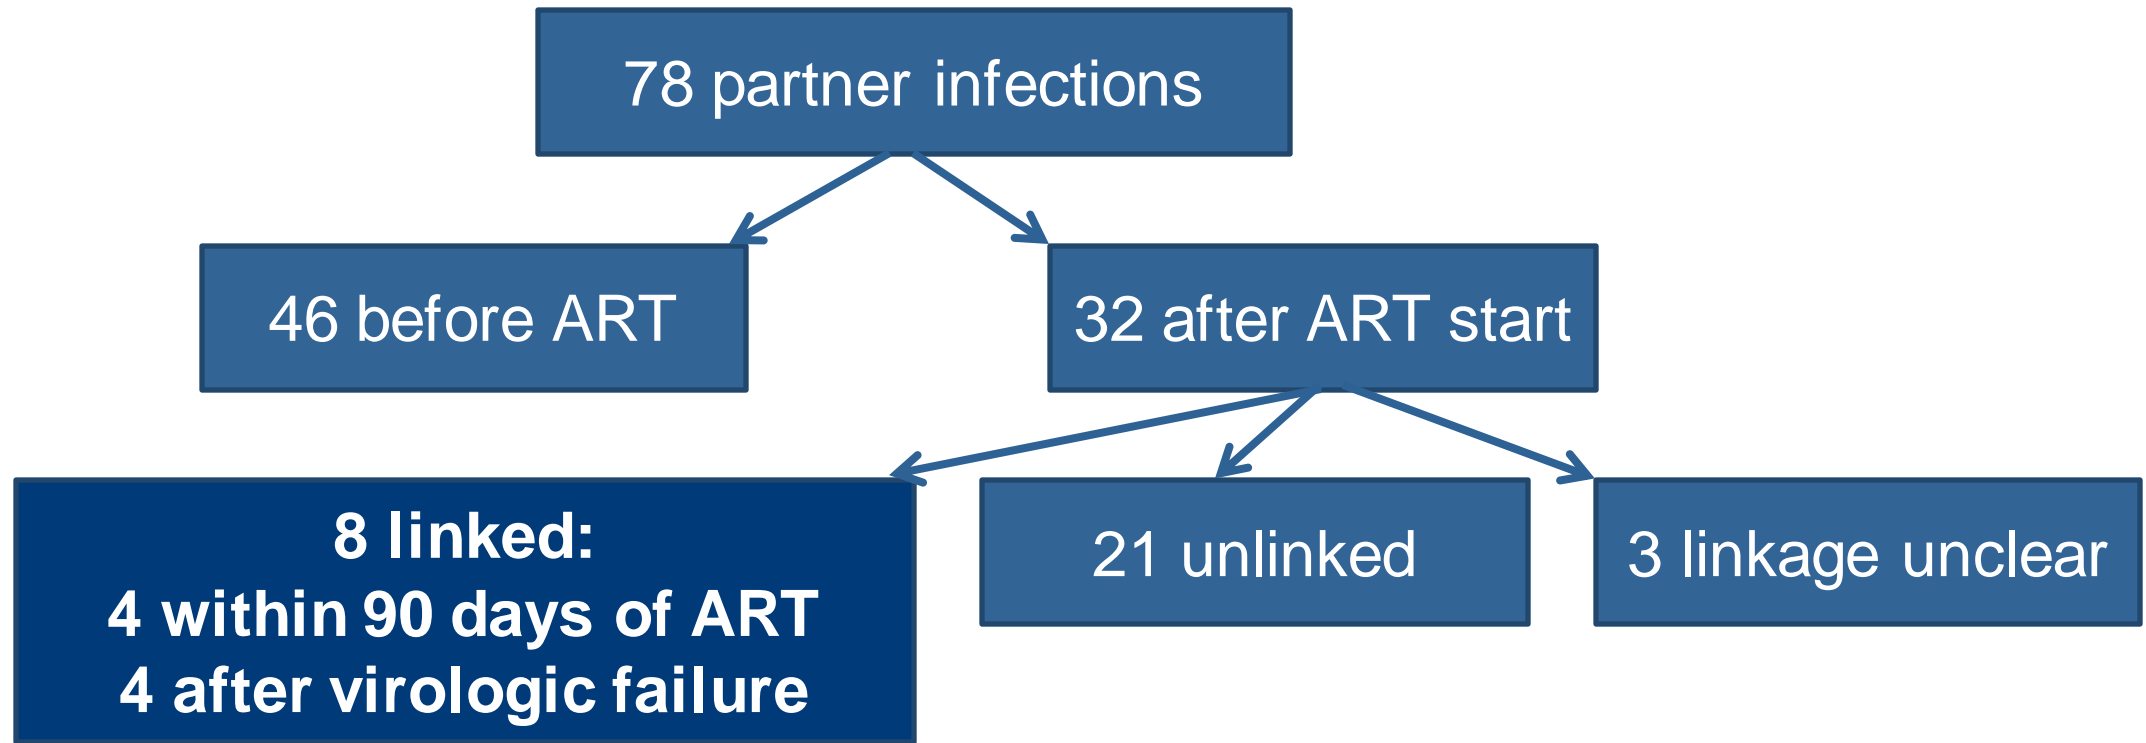 78 partner infections
46 before ART
32 after ART start
8 linked:
4 within 90 days of ART
4 after virologic failure
21 unlinked
3 linkage unclear